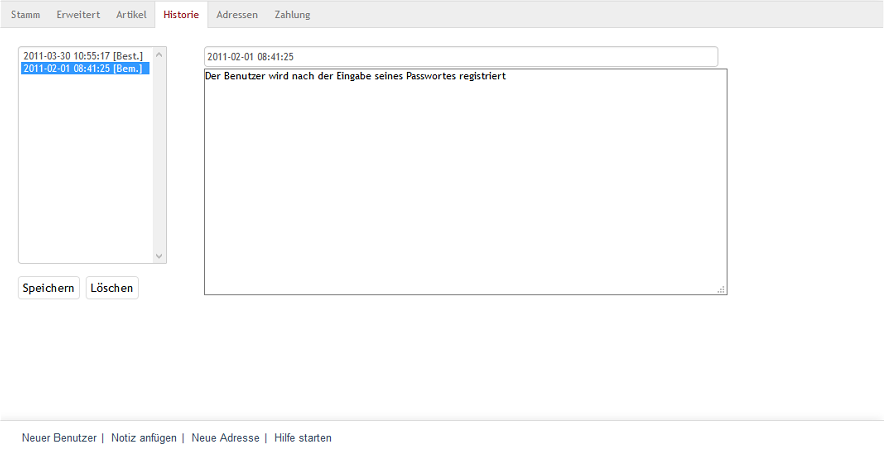 Stamm Erweitert Artikel Historie Adressen Zahlung
2011-03-30 10:55:17 [Best.]
2011-02-01 08:41:25 [Bem.]
2011-02-01 08:41:25
Der Benutzer wird nach der Eingabe seines Passwortes registriert
Speichern Löschen
Neuer Benutzer | Notiz anfügen | Neue Adresse | Hilfe starten